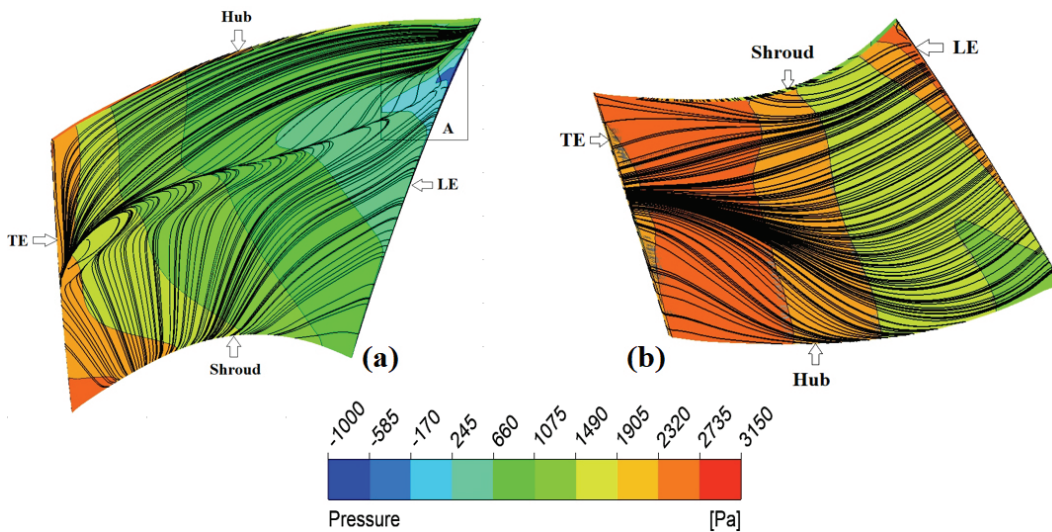 Hub
Shroud
LE
TE
A
LE
TE
Shroud
(a)
(b)
Hub
-1000
-585
-170
245
660
1075
1490
1905
2320
2735
3150
Pressure [Pa]